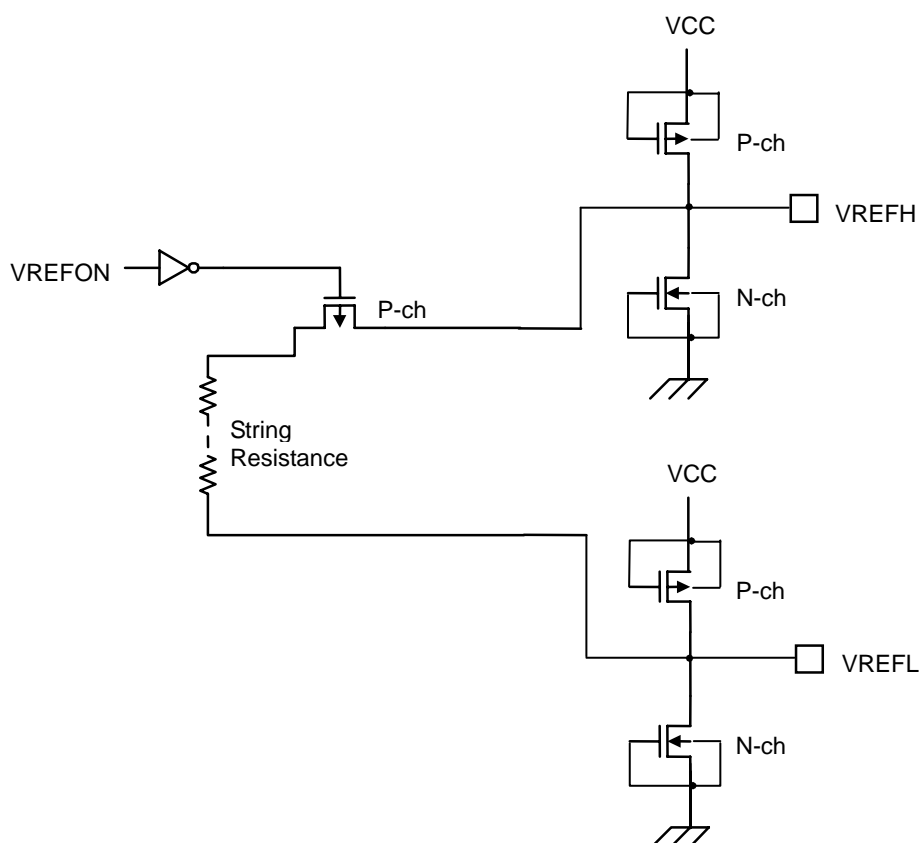 VCC
P-ch
VREFH
VREFON
P-ch
N-ch
String
Resistance
VCC
P-ch
VREFL
N-ch